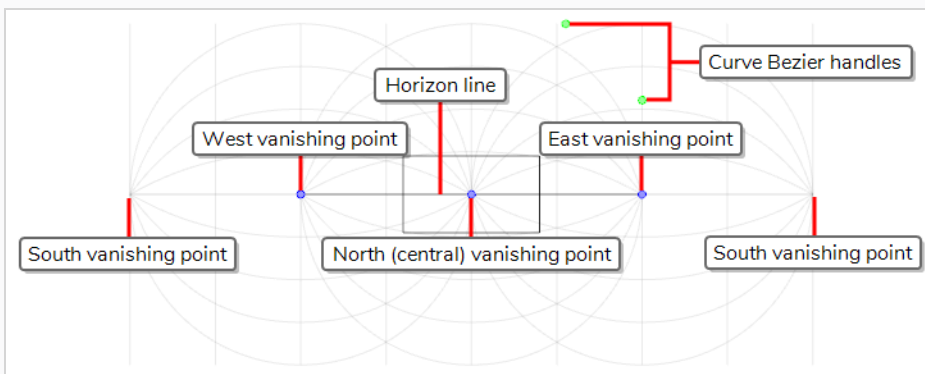 Curve Bezier handles
Horizon line
West vanishing point
East vanishing point
South vanishing point
North (central) vanishing point
South vanishing point